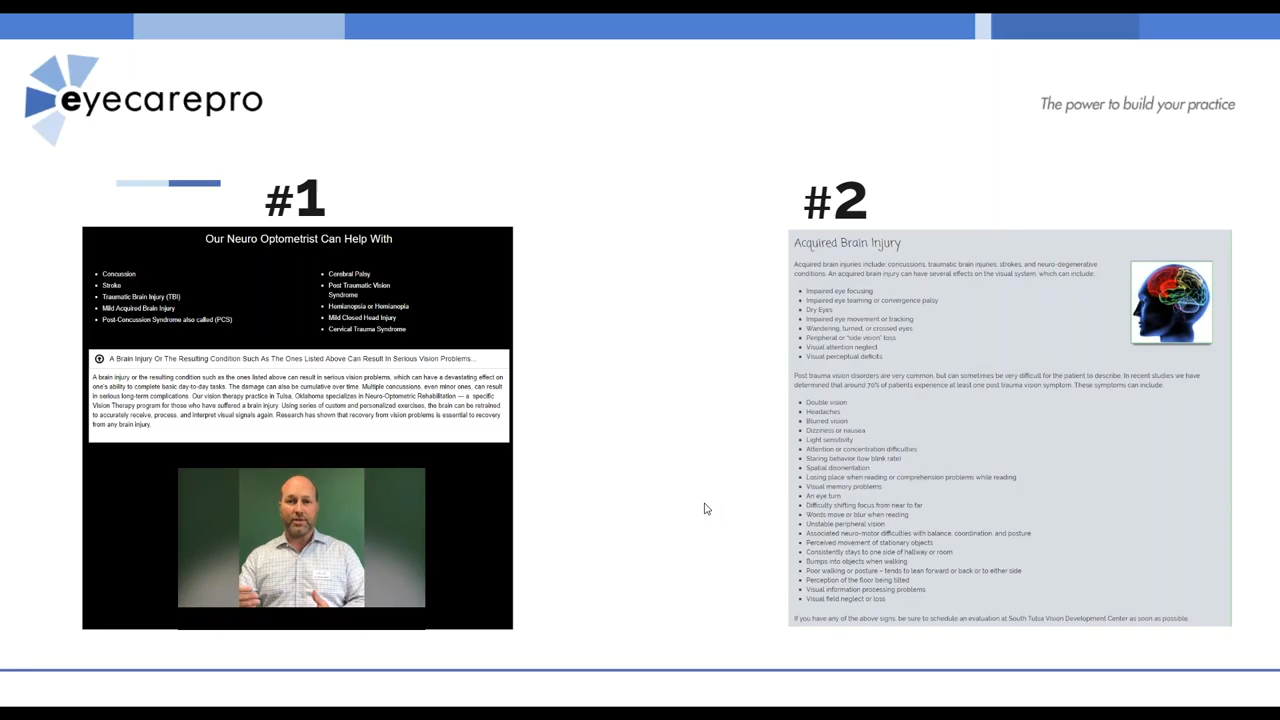 eyecarepro
The power to build your practice
#1
Our Neuro Optometrist Can Help With
Concussion
Stroke
Traumatic Brain Injury (TBI)
Mild Acquired Brain Injury
Post-Concussion Syndrome also called (PCS)
Cerebral Palsy
Post Traumatic Vision
Syndrome
Hemianopsia or Hemianopia
Mild Closed Head Injury
Cervical Trauma Syndrome
A Brain Injury Or The Resulting Condition Such As The Ones Listed Above Can Result In Serious Vision Problems...
A brain injury or the resulting condition such as the ones listed above can result in serious vision problems, which can have a devastating effect on
one's ability to complete basic day-to-day tasks. The damage can also be cumulative over time. Multiple concussions, even minor ones, can result
in serious long-term complications. Our vision therapy practice in Tulsa, Oklahoma specializes in Neuro-Optometric Rehabilitation — a specific
Vision Therapy program for those who have suffered a brain injury. Using series of custom and personalized exercises, the brain can be retrained
to accurately receive, process, and interpret visual signals again. Research has shown that recovery from vision problems is essential to recovery
from any brain injury.
#2
Acquired Brain Injury
Acquired brain injuries include: concussions, traumatic brain injuries, strokes, and neuro-degenerative
conditions. An acquired brain injury can have several effects on the visual system, which can include:
Impaired eye focusing
Impaired eye teaming or convergence palsy
Dry Eyes
Impaired eye movement or tracking
Wandering, turned, or crossed eyes
Peripheral or "side vision" loss
Visual attention neglect
Visual perceptual deficits
Post trauma vision disorders are very common, but can sometimes be very difficult for the patient to describe. In recent studies we have
determined that around 70% of patients experience at least one post trauma vision symptom. These symptoms can include:
Double vision
Headaches
Blurred vision
Dizziness or nausea
Light sensitivity
Attention or concentration difficulties
Staring behavior (low blink rate)
Spatial disorientation
Losing place when reading or comprehension problems while reading
Visual memory problems
An eye turn
Difficulty shifting focus from near to far
Words move or blur when reading
Unstable peripheral vision
Associated neuro-motor difficulties with balance, coordination, and posture
Perceived movement of stationary objects
Consistently stays to one side of hallway or room
Bumps into objects when walking
Poor walking or posture – tends to lean forward or back or to either side
Perception of the floor being tilted
Visual information processing problems
Visual field neglect or loss
If you have any of the above signs, be sure to schedule an evaluation at South Tulsa Vision Development Center as soon as possible.